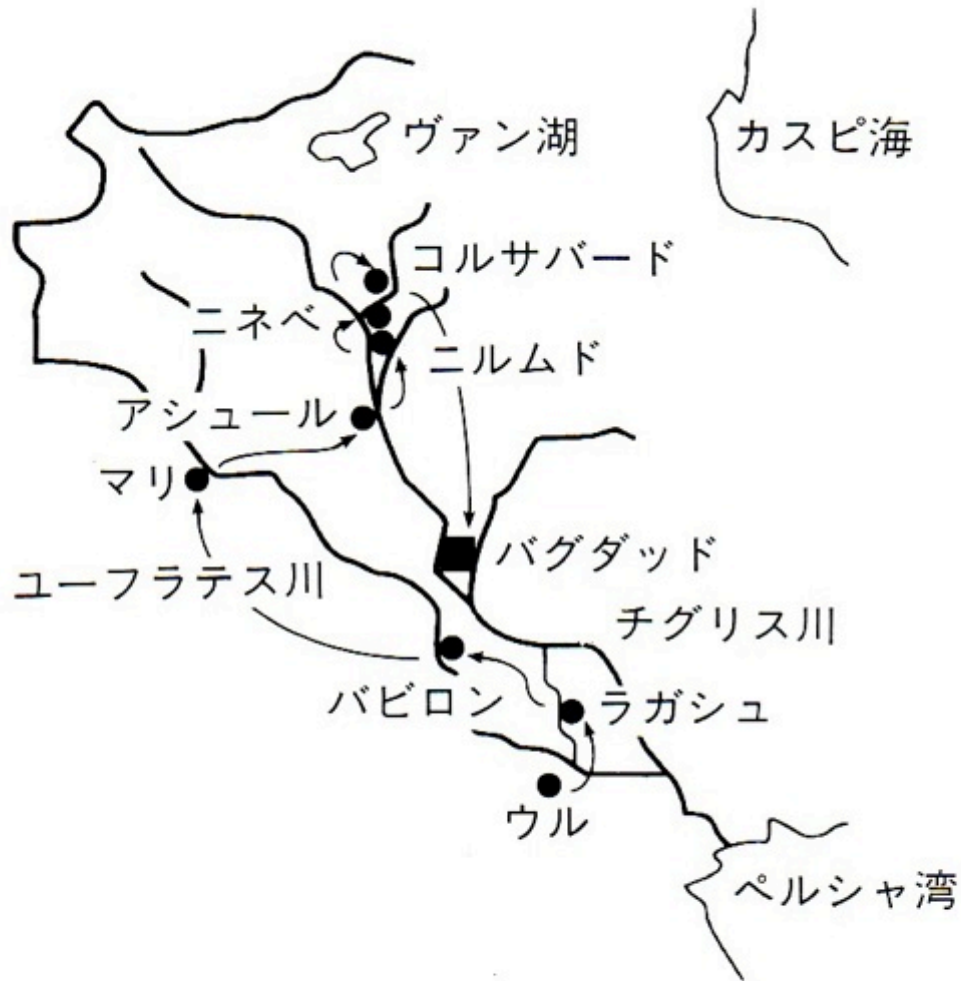 ヴァン湖
カスピ海
コルサバード
ニネベ
ニルムド
アシュール
マリ
バグダッド
ユーフラテス川
チグリス川
バビロン
ラガシュ
ウル
ペルシャ湾